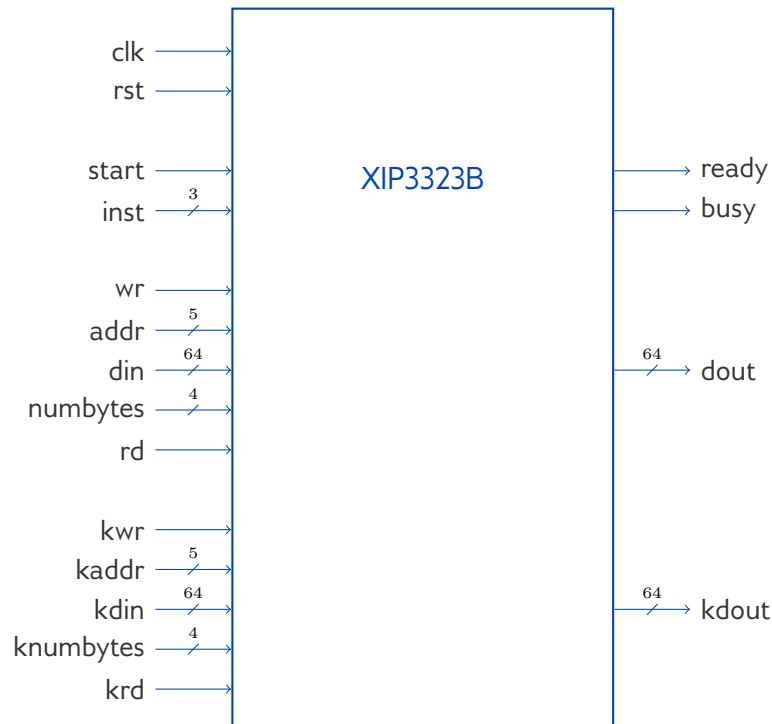 clk
rst
start
XIP3323B
ready
3
inst
busy
wr
5
addr
64
din
64
dout
4
numbytes
rd
kwr
5
kaddr
64
kdin
64
kdout
4
knumbytes
krd